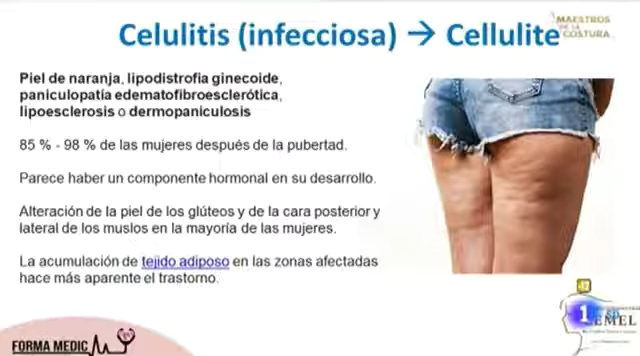 Celulitis (infecciosa) → Cellulite
MAESTROS
DE LA
COSTURA
Piel de naranja, lipodistrofia ginecoide,
paniculopatía edematofibroesclerótica,
lipoesclerosis o dermopaniculosis
85 % - 98 % de las mujeres después de la pubertad.
Parece haber un componente hormonal en su desarrollo.
Alteración de la piel de los glúteos y de la cara posterior y
lateral de los muslos en la mayoría de las mujeres.
La acumulación de tejido adiposo en las zonas afectadas
hace más aparente el trastorno.
FORMA MEDIC
1
EMEL